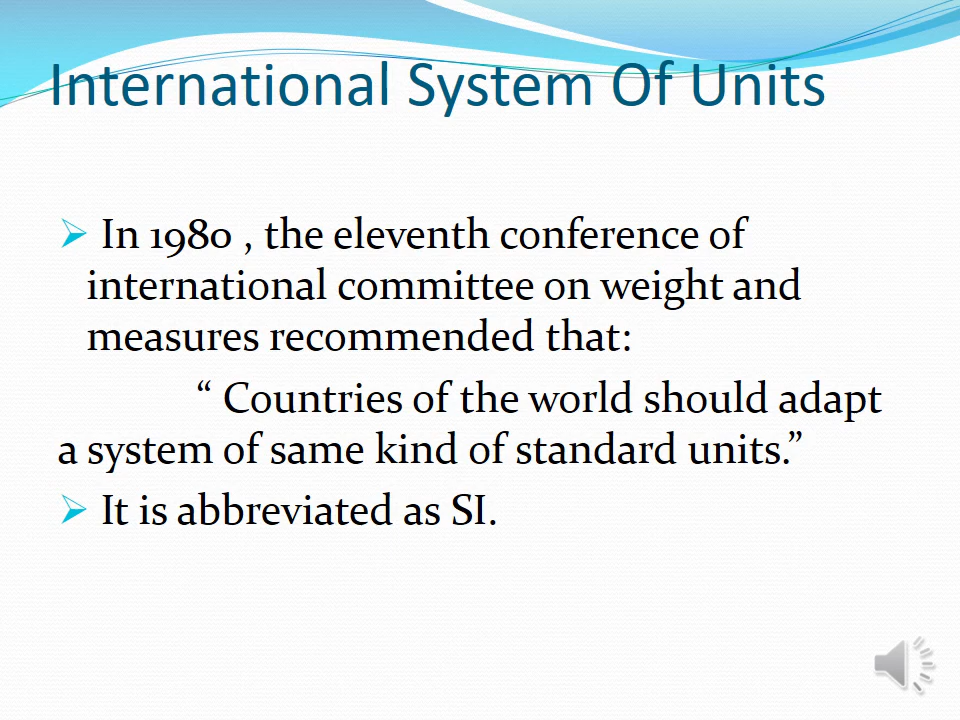 International System Of Units
➢ In 1980 , the eleventh conference of
international committee on weight and
measures recommended that:
“ Countries of the world should adapt
a system of same kind of standard units.”
➢ It is abbreviated as SI.